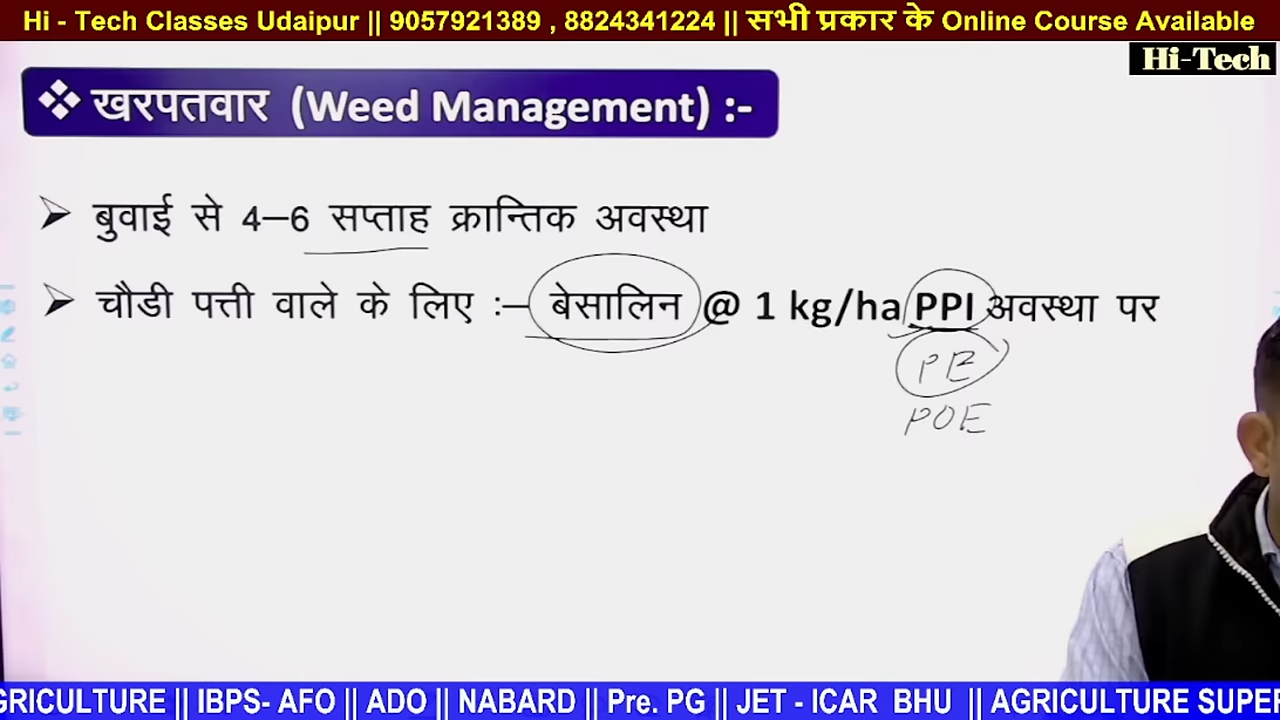 Hi - Tech Classes Udaipur || 9057921389 , 8824341224 || सभी प्रकार के Online Course Available
Hi-Tech
❖ खरपतवार (Weed Management) :-
➢ बुवाई से 4–6 सप्ताह क्रान्तिक अवस्था
➢ चौडी पत्ती वाले के लिए :– बेसालिन @ 1 kg/ha PPI अवस्था पर
PE
POE
GRICULTURE || IBPS- AFO || ADO || NABARD || Pre. PG || JET - ICAR BHU || AGRICULTURE SUPER